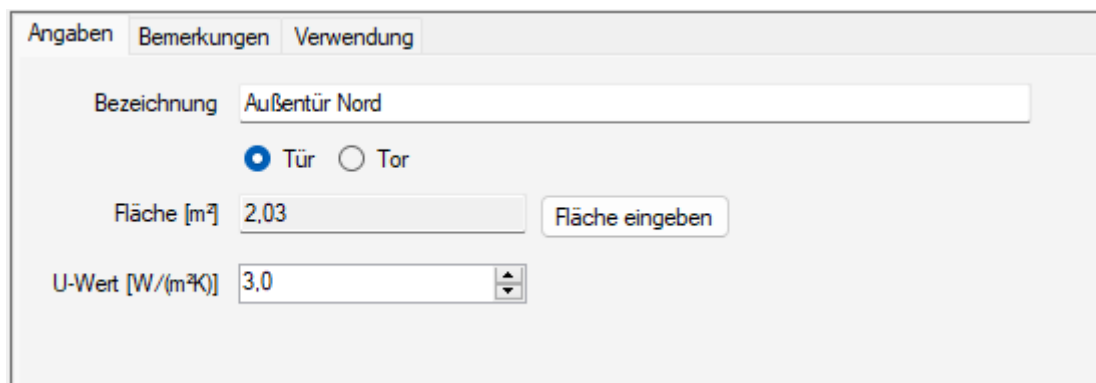 Angaben Bemerkungen Verwendung
Bezeichnung Außentür Nord
Tür Tor
Fläche [m²] 2,03 Fläche eingeben
U-Wert [W/(m²K)] 3,0